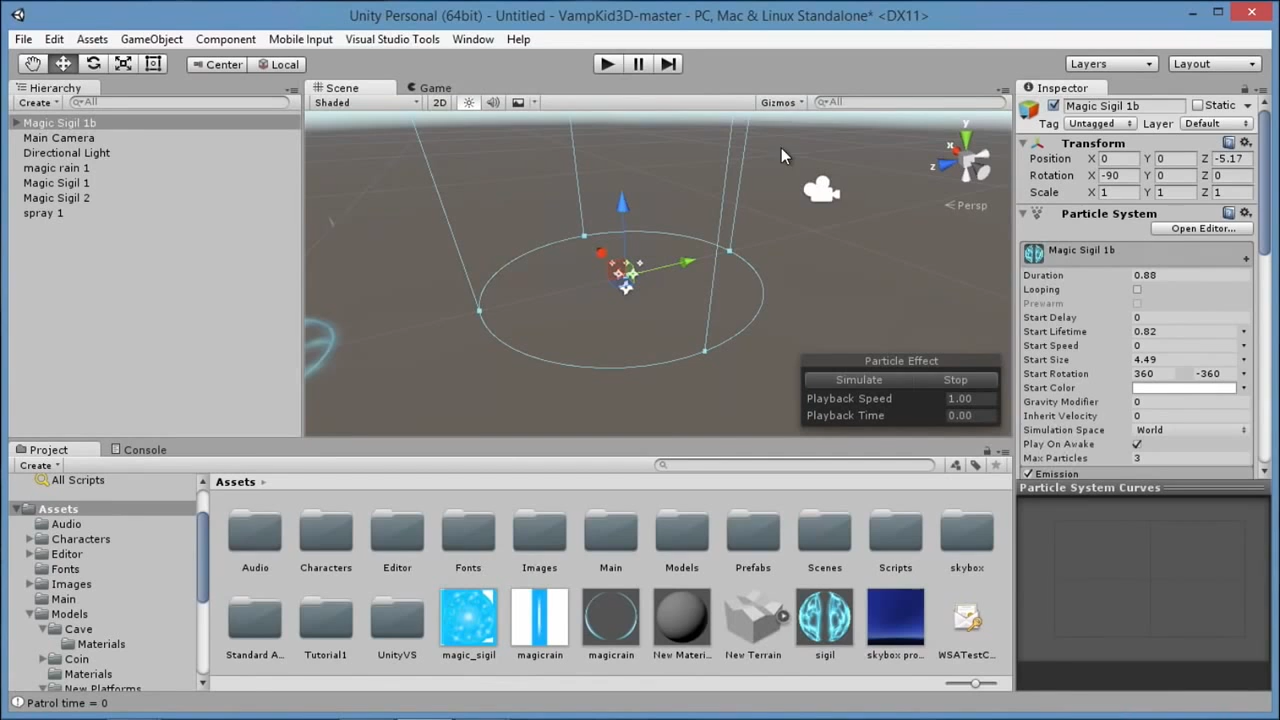 Unity Personal (64bit) - Untitled - VampKid3D-master - PC, Mac & Linux Standalone* <DX11>
File Edit Assets GameObject Component Mobile Input Visual Studio Tools Window Help
Center Local Layers Layout
Hierarchy
Create All
Magic Sigil 1b
Main Camera
Directional Light
magic rain 1
Magic Sigil 1
Magic Sigil 2
spray 1
Scene Game
Shaded 2D Gizmos All
y
x
z
Persp
Particle Effect
Simulate Stop
Playback Speed 1.00
Playback Time 0.00
Inspector
Magic Sigil 1b Static
Tag Untagged Layer Default
Transform
Position X 0 Y 0 Z -5.17
Rotation X -90 Y 0 Z 0
Scale X 1 Y 1 Z 1
Particle System
Open Editor...
Magic Sigil 1b
Duration 0.88
Looping
Prewarm
Start Delay 0
Start Lifetime 0.82
Start Speed 0
Start Size 4.49
Start Rotation 360 -360
Start Color
Gravity Modifier 0
Inherit Velocity 0
Simulation Space World
Play On Awake
Max Particles 3
Emission
Particle System Curves
Project Console
Create
All Scripts
Assets
Audio
Characters
Editor
Fonts
Images
Main
Models
Cave
Materials
Coin
Materials
New Platforms
Assets
Audio Characters Editor Fonts Images Main Models Prefabs Scenes Scripts skybox
Standard A... Tutorial1 UnityVS magic_sigil magicrain magicrain New Materi... New Terrain sigil skybox pro... WSATestC...
Patrol time = 0